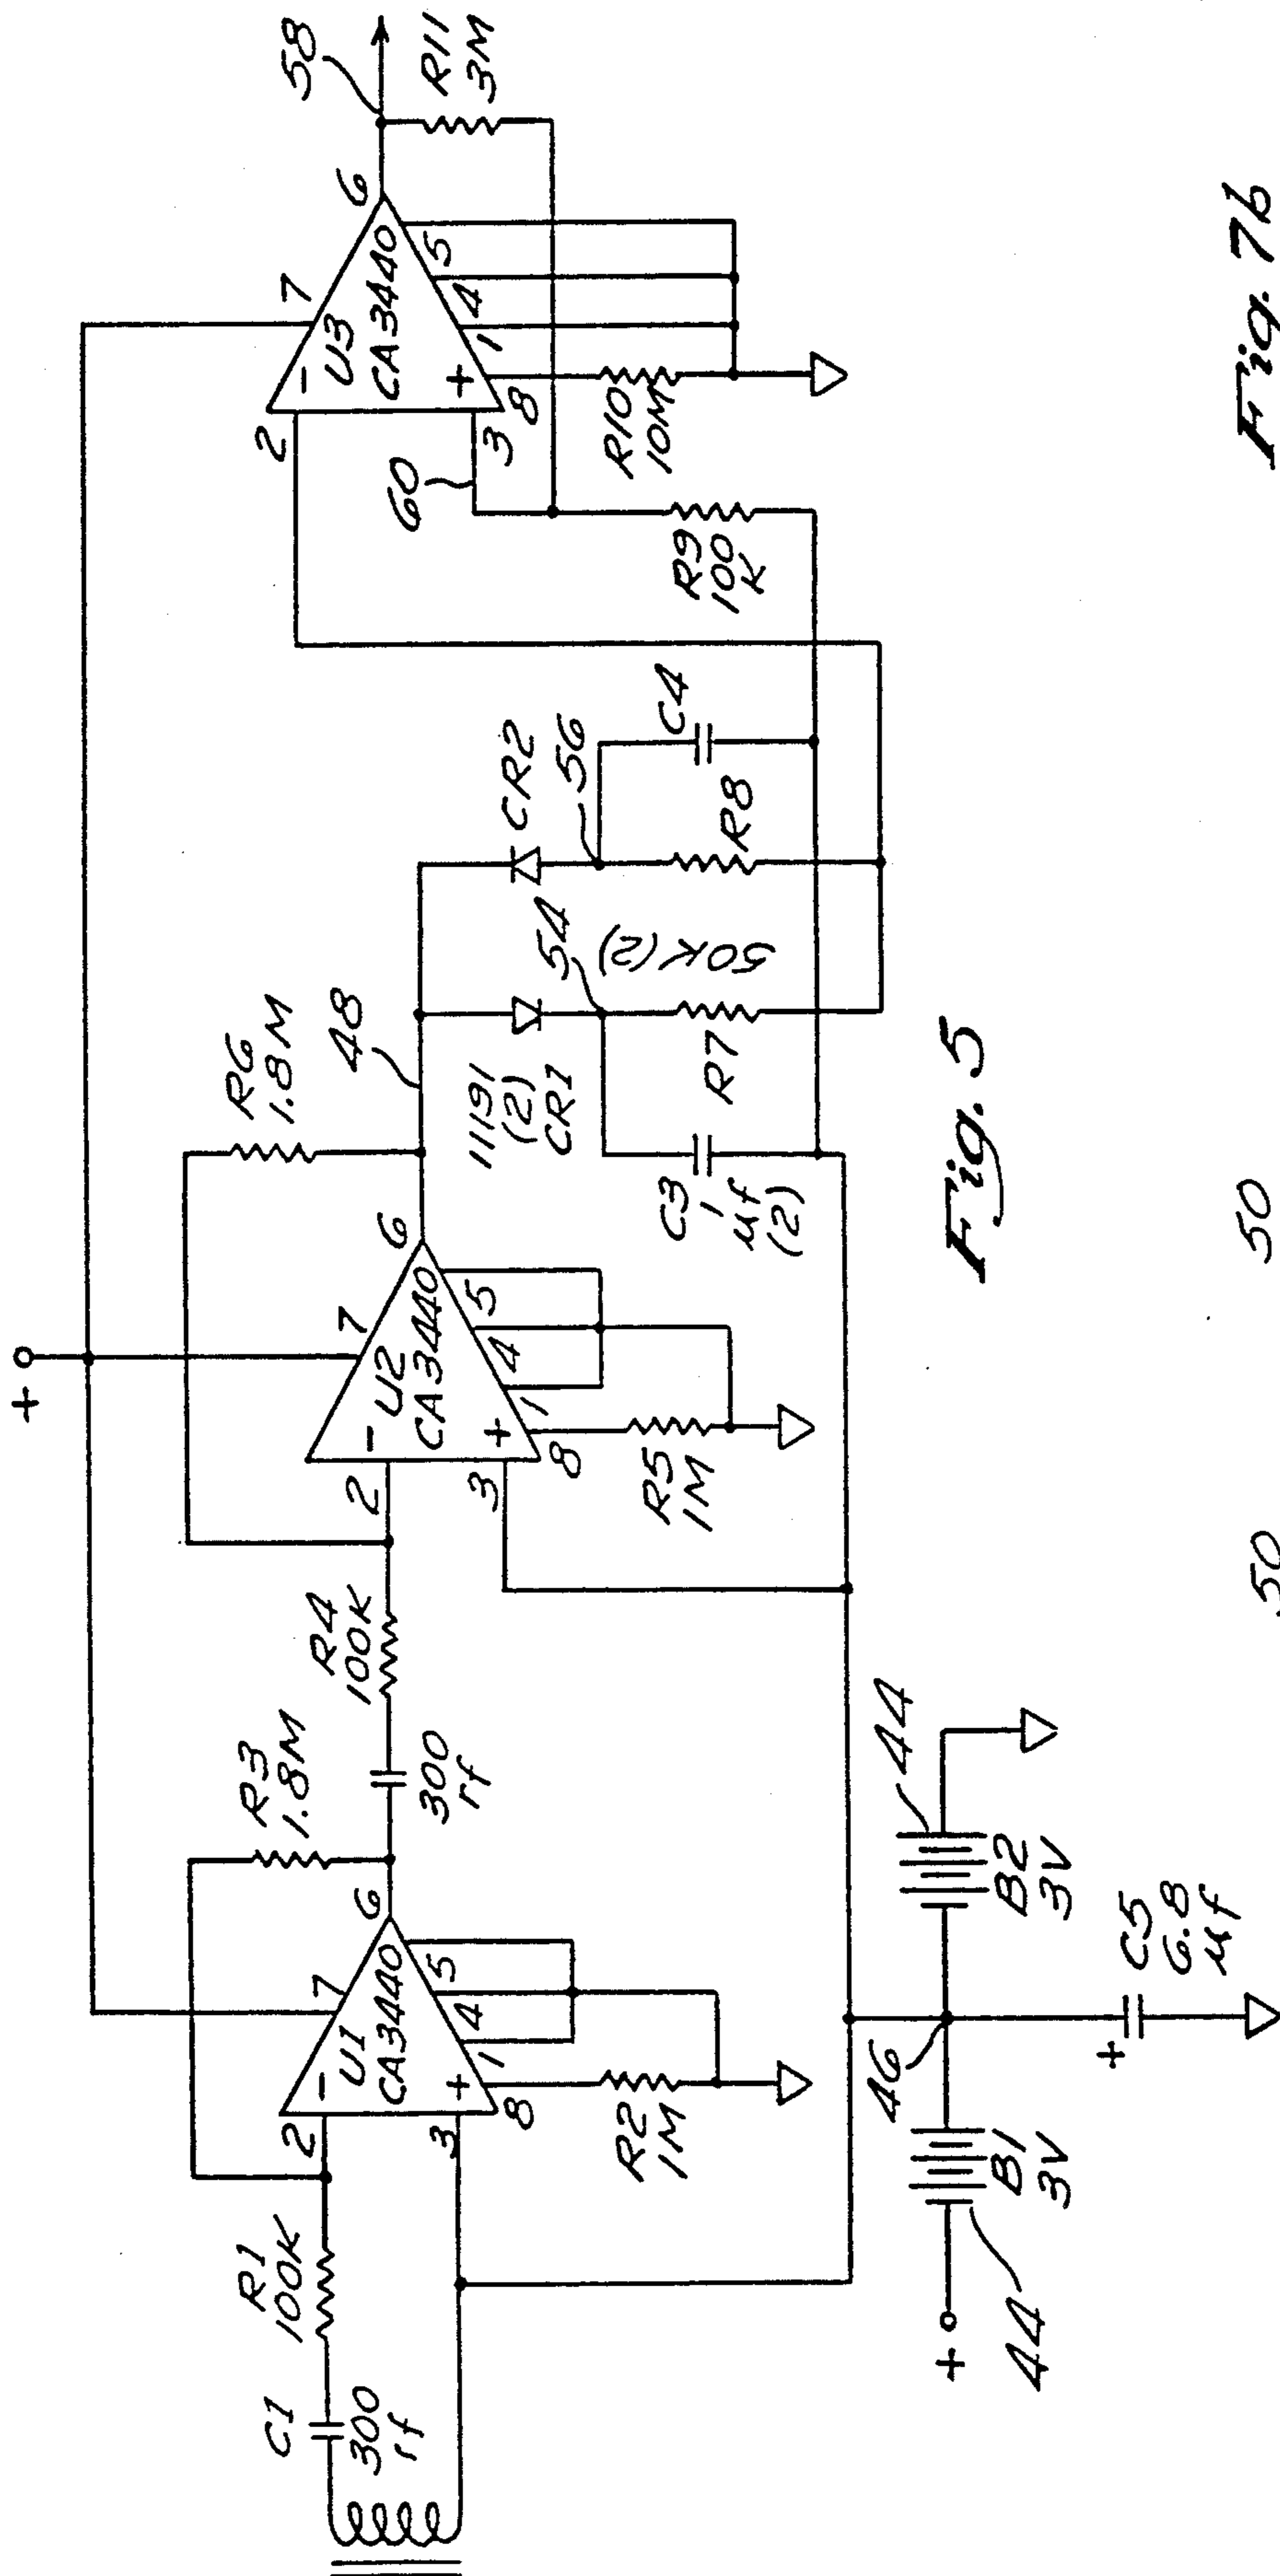 +
R1
100K
C1
300
rf
2
-
U1
CA3440
+
3
7
6
5
4
1
8
R2
1M
R3
1.8M
300
rf
R4
100K
2
-
U2
CA3440
+
3
7
6
5
4
1
8
R5
1M
R6
1.8M
48
11191
(2)
CR1
54
CR2
56
C3
1
µf
(2)
R7
50K(2)
R8
C4
2
-
U3
CA3440
+
3
7
6
5
4
1
8
60
R9
100
K
R10
10M
58
R11
3M
+
44
B1
3V
46
44
B2
3V
+
C5
6.8
µf
Fig. 5
50
50
Fig. 7b